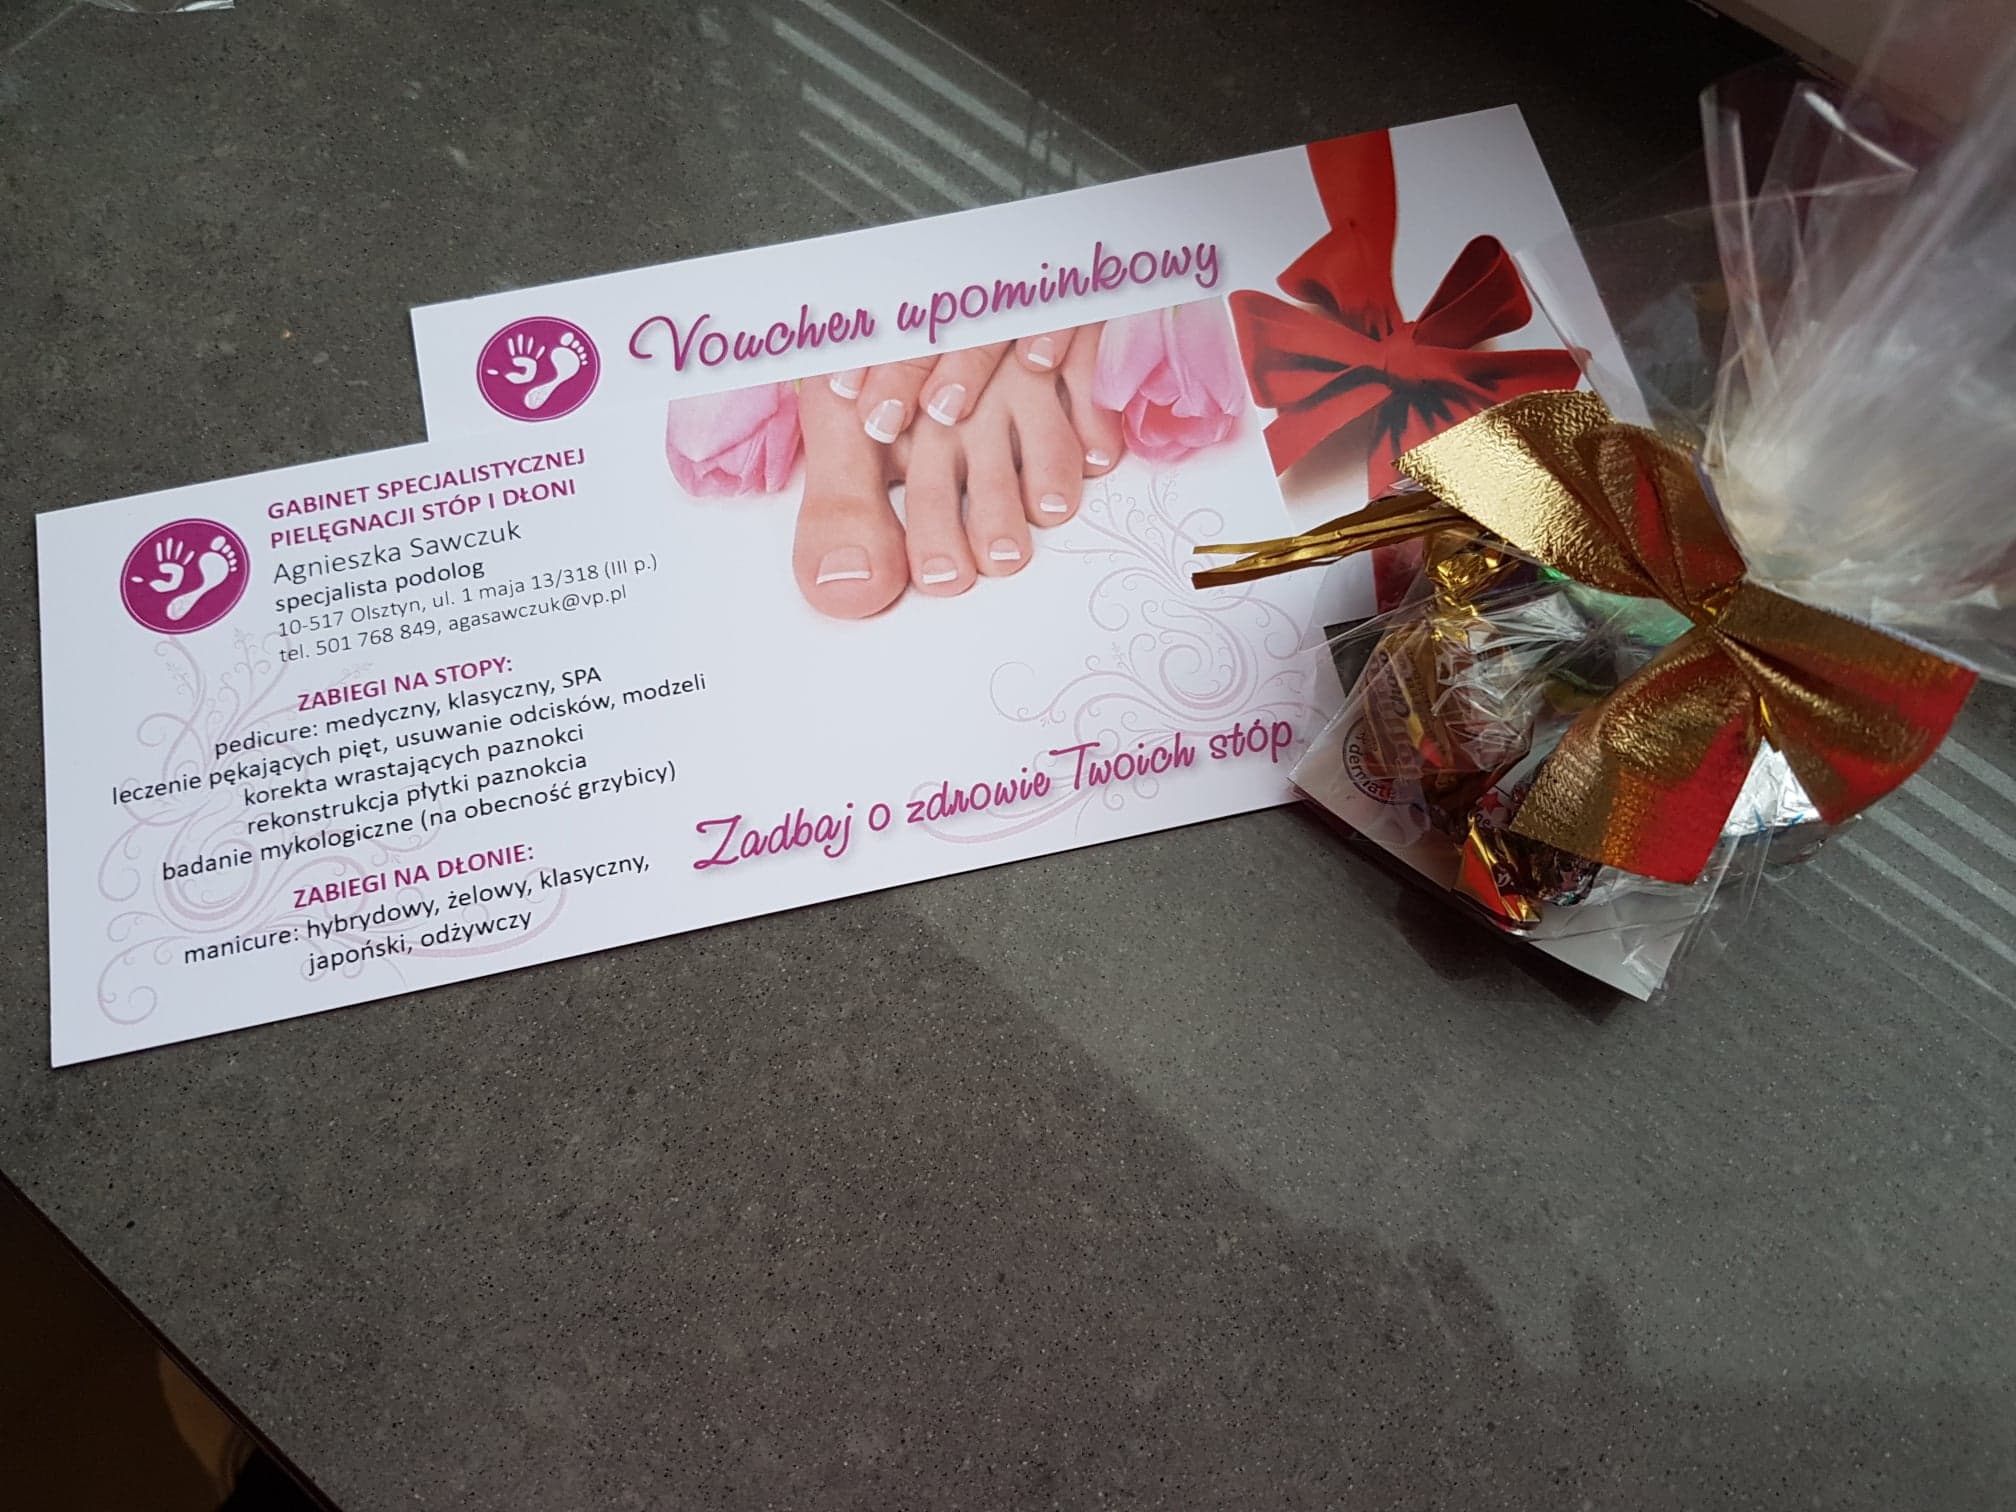 Voucher upominkowy
GABINET SPECJALISTYCZNEJ
PIELĘGNACJI STÓP I DŁONI
Agnieszka Sawczuk
specjalista podolog
10-517 Olsztyn, ul. 1 maja 13/318 (III p.)
tel. 501 768 849, agasawczuk@vp.pl
ZABIEGI NA STOPY:
pedicure: medyczny, klasyczny, SPA
leczenie pękających pięt, usuwanie odcisków, modzeli
korekta wrastających paznokci
rekonstrukcja płytki paznokcia
badanie mykologiczne (na obecność grzybicy)
ZABIEGI NA DŁONIE:
manicure: hybrydowy, żelowy, klasyczny,
japoński, odżywczy
Zadbaj o zdrowie Twoich stóp